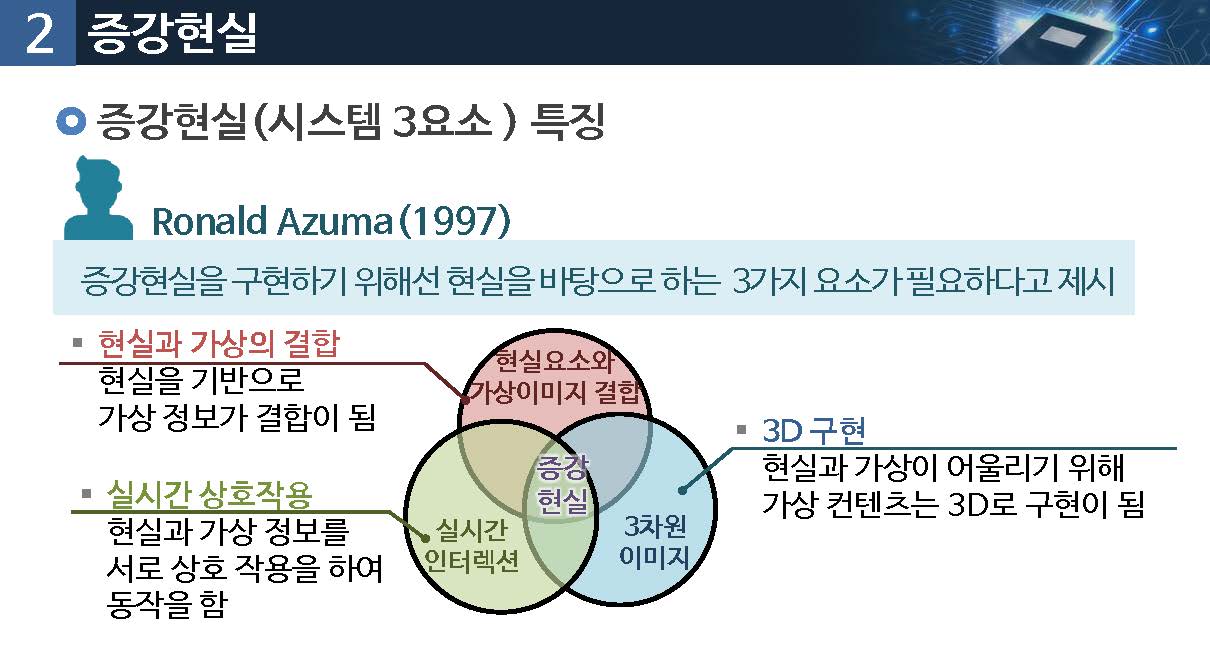 2 증강현실
증강현실(시스템 3요소 ) 특징
Ronald Azuma(1997)
증강현실을 구현하기 위해선 현실을 바탕으로 하는 3가지 요소가 필요하다고 제시
▪ 현실과 가상의 결합
현실을 기반으로
가상 정보가 결합이 됨
▪ 실시간 상호작용
현실과 가상 정보를
서로 상호 작용을 하여
동작을 함
현실요소와
가상이미지 결합
증강
현실
실시간
인터렉션
3차원
이미지
▪ 3D 구현
현실과 가상이 어울리기 위해
가상 컨텐츠는 3D로 구현이 됨